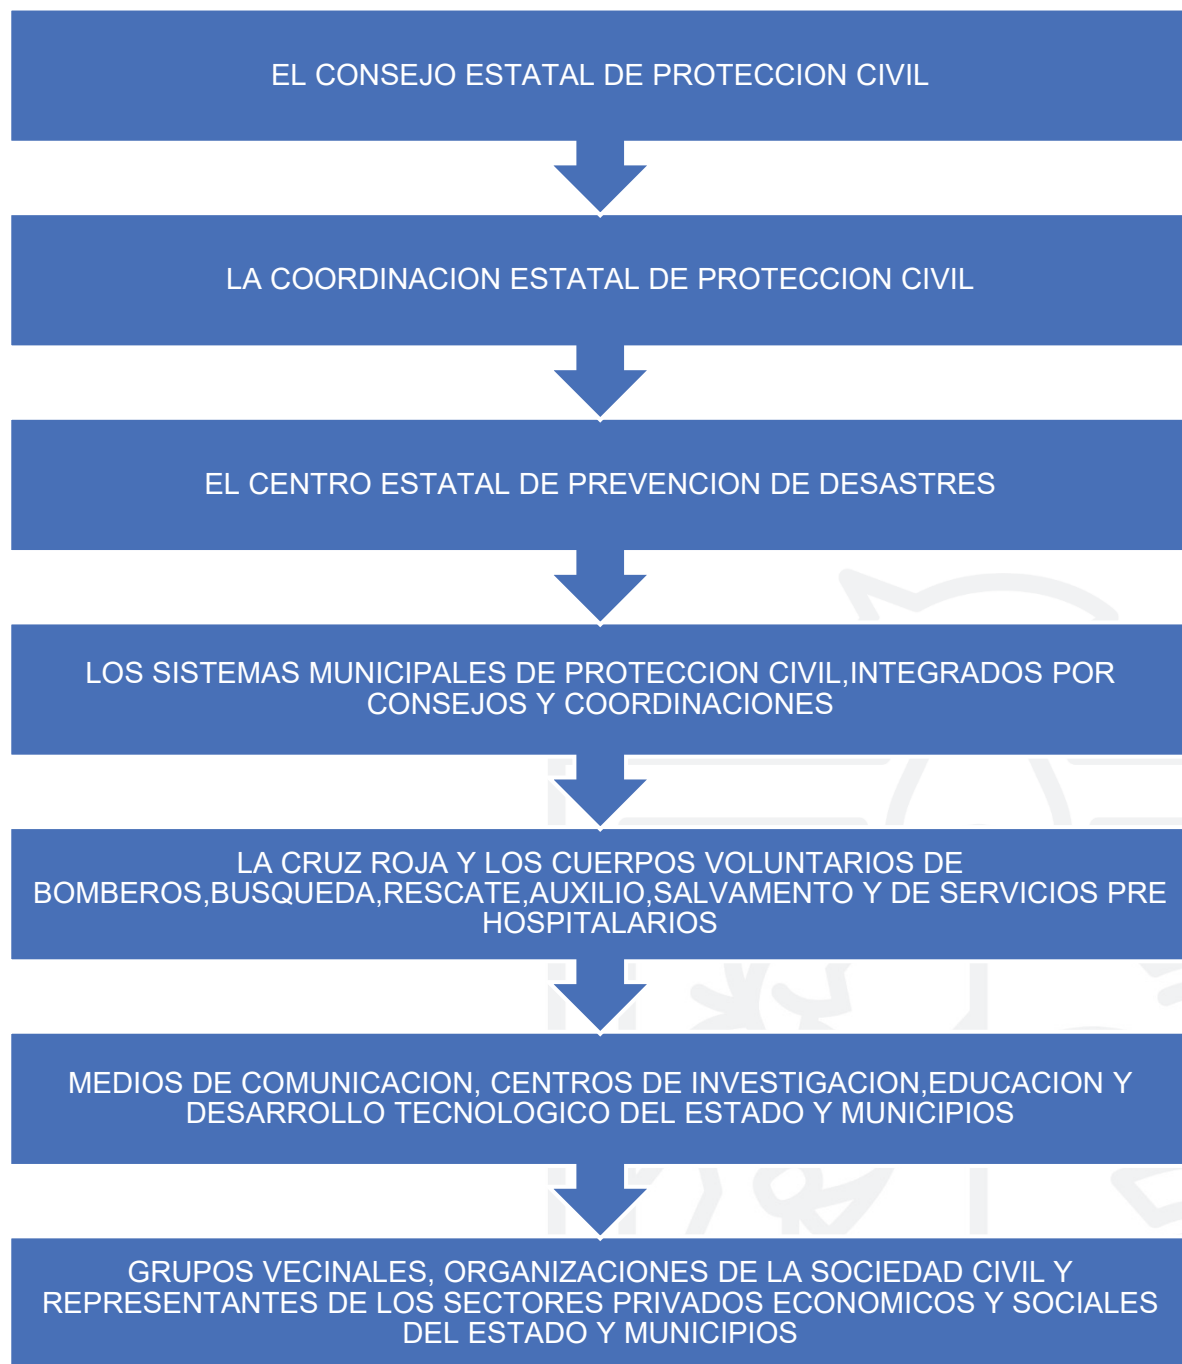 EL CONSEJO ESTATAL DE PROTECCION CIVIL
LA COORDINACION ESTATAL DE PROTECCION CIVIL
EL CENTRO ESTATAL DE PREVENCION DE DESASTRES
LOS SISTEMAS MUNICIPALES DE PROTECCION CIVIL,INTEGRADOS POR
CONSEJOS Y COORDINACIONES
LA CRUZ ROJA Y LOS CUERPOS VOLUNTARIOS DE
BOMBEROS,BUSQUEDA,RESCATE,AUXILIO,SALVAMENTO Y DE SERVICIOS PRE
HOSPITALARIOS
MEDIOS DE COMUNICACION, CENTROS DE INVESTIGACION,EDUCACION Y
DESARROLLO TECNOLOGICO DEL ESTADO Y MUNICIPIOS
GRUPOS VECINALES, ORGANIZACIONES DE LA SOCIEDAD CIVIL Y
REPRESENTANTES DE LOS SECTORES PRIVADOS ECONOMICOS Y SOCIALES
DEL ESTADO Y MUNICIPIOS